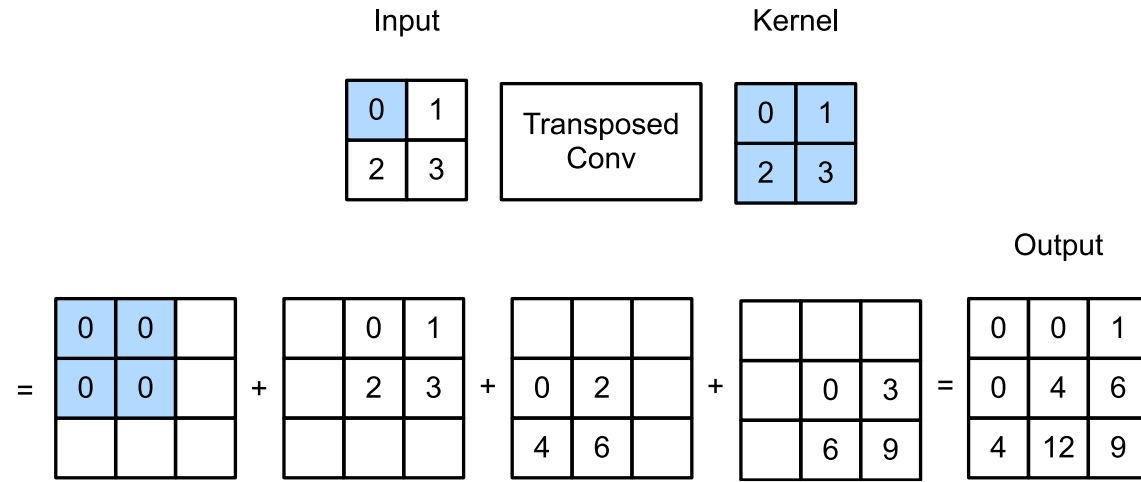 Input Kernel
0 1 Transposed 0 1
Conv
2 3 2 3
Output
0 0 0 1 0 0 1
= 0 0 + 2 3 + 0 2 + 0 3 = 0 4 6
4 6 6 9 4 12 9